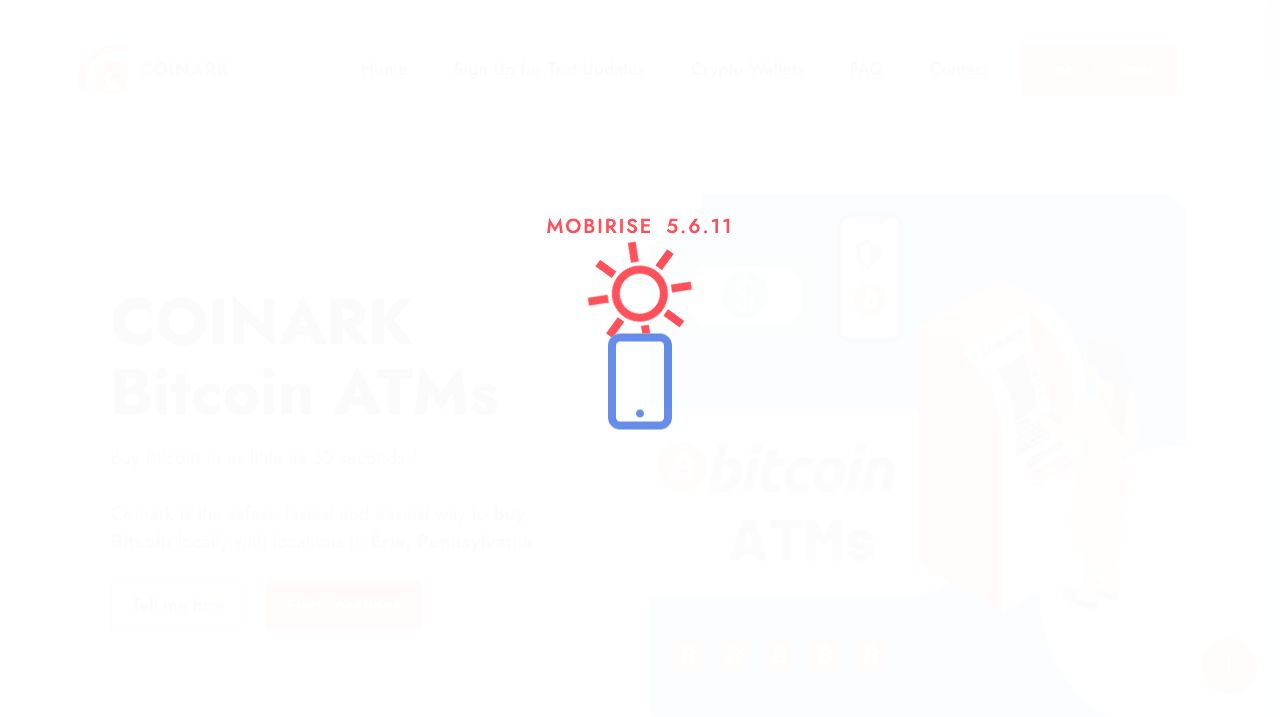 COINARK
Home
Sign Up for Text Updates
Crypto Wallets
FAQ
Contact
MOBIRISE 5.6.11
COINARK
Bitcoin ATMs
Buy Bitcoin in as little as 30 seconds
Coinark is the safest, fastest and easiest way to buy
Bitcoin locally with locations in Erie, Pennsylvania
Tell me how
bitcoin
ATMs